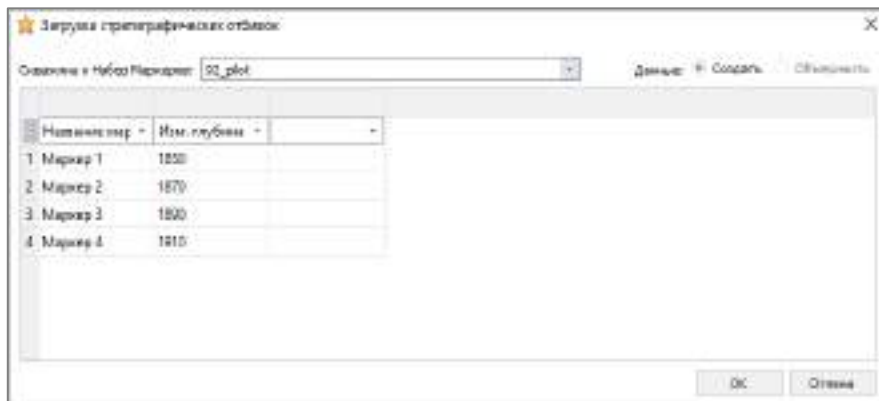 Загрузка стратиграфических отбивок
Скважина и Набор Маркеров: 92_pilot Данные: Создать Объединить
Название мар Изм. глубина
1 Маркер 1 1850
2 Маркер 2 1870
3 Маркер 3 1890
4 Маркер 4 1910
OK Отмена